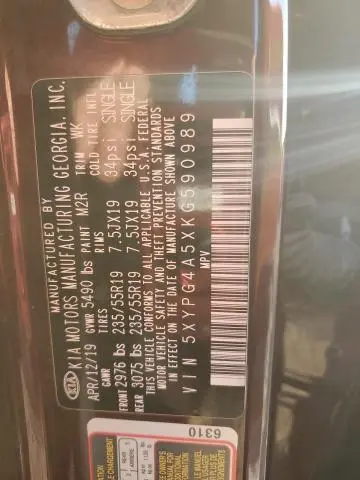 MANUFACTURED BY
KIA KIA MOTORS MANUFACTURING GEORGIA, INC.
APR/12/19 PAINT M2R TRIM WK
GVWR 5490 lbs TIRES RIMS COLD TIRE INFL.
FRONT 2976 lbs 235/55R19 7.5JX19 34psi SINGLE
REAR 3075 lbs 235/55R19 7.5JX19 34psi SINGLE
THIS VEHICLE CONFORMS TO ALL APPLICABLE U.S.A. FEDERAL
MOTOR VEHICLE SAFETY AND THEFT PREVENTION STANDARDS
IN EFFECT ON THE DATE OF MANUFACTURE SHOWN ABOVE
VIN 5XYPG4A5XKG590989
MPV
6310